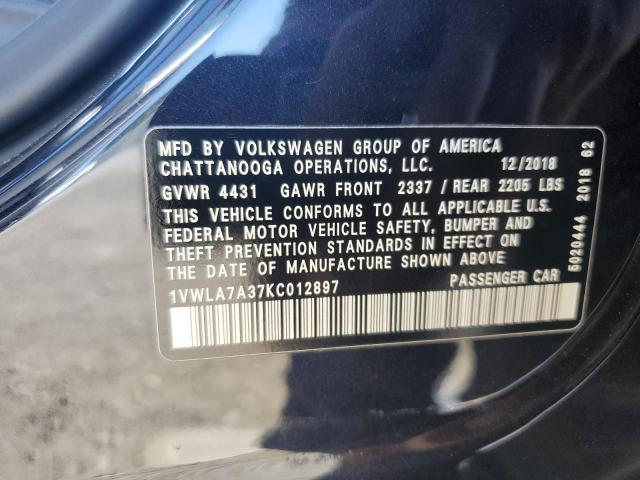 MFD BY VOLKSWAGEN GROUP OF AMERICA
CHATTANOOGA OPERATIONS, LLC. 12/2018
GVWR 4431 GAWR FRONT 2337 / REAR 2205 LBS
THIS VEHICLE CONFORMS TO ALL APPLICABLE U.S.
FEDERAL MOTOR VEHICLE SAFETY, BUMPER AND
THEFT PREVENTION STANDARDS IN EFFECT ON
THE DATE OF MANUFACTURE SHOWN ABOVE
1VWLA7A37KC012897 PASSENGER CAR
5020444 2018 62